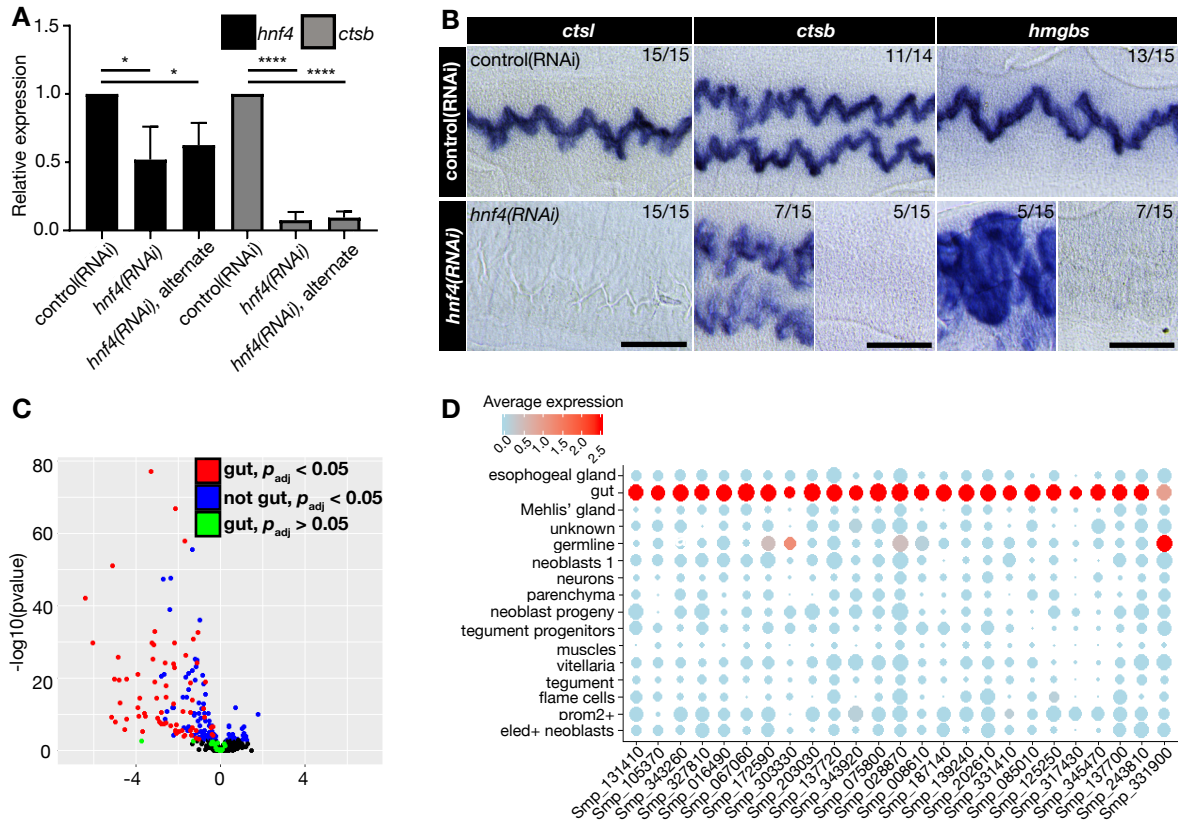 A
hnf4 ctsb
Relative expression
* * **** ****
1.0
0.5
0.0
control(RNAi)
hnf4(RNAi)
hnf4(RNAi), alternate
control(RNAi)
hnf4(RNAi)
hnf4(RNAi), alternate
B
ctsl ctsb hmgbs
control(RNAi)
control(RNAi) 15/15 11/14 13/15
hnf4(RNAi)
hnf4(RNAi) 15/15 7/15 5/15 5/15 7/15
C
gut, padj < 0.05
not gut, padj < 0.05
gut, padj > 0.05
-log10(pvalue)
80
60
40
20
0
-4 0 4
D
Average expression
0.0 0.5 1.0 1.5 2.0 2.5
esophogeal gland
gut
Mehlis' gland
unknown
germline
neoblasts 1
neurons
parenchyma
neoblast progeny
tegument progenitors
muscles
vitellaria
tegument
flame cells
prom2+
eled+ neoblasts
Smp_131410
Smp_105370
Smp_343260
Smp_327810
Smp_016490
Smp_067060
Smp_172590
Smp_303330
Smp_203030
Smp_137720
Smp_343920
Smp_075800
Smp_028870
Smp_008610
Smp_187140
Smp_139240
Smp_202610
Smp_331410
Smp_085010
Smp_125250
Smp_317430
Smp_345470
Smp_137700
Smp_243810
Smp_331900